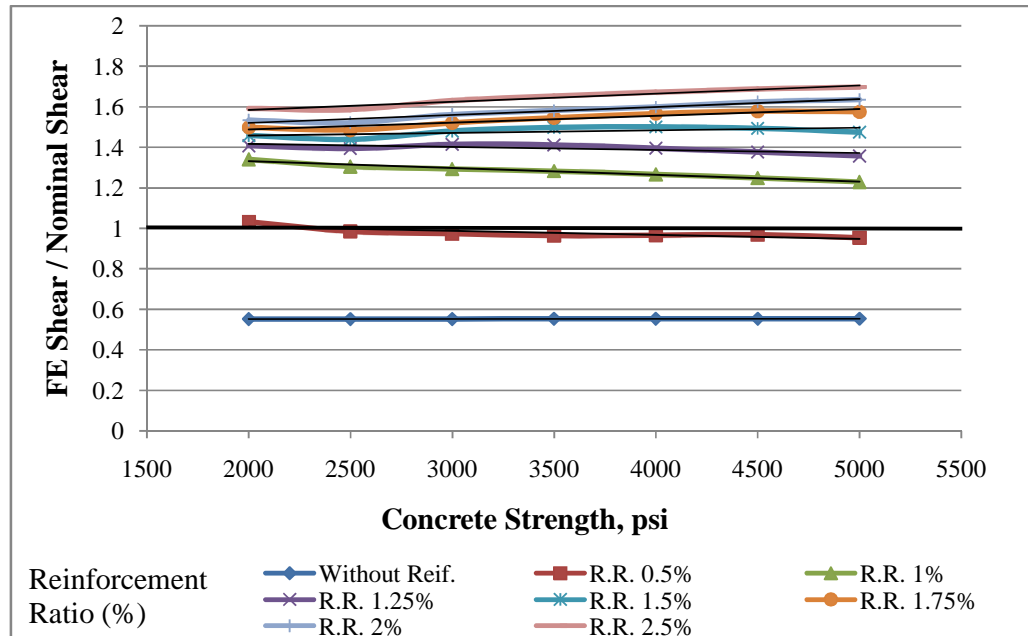 FE Shear / Nominal Shear
2
1.8
1.6
1.4
1.2
1
0.8
0.6
0.4
0.2
0
1500 2000 2500 3000 3500 4000 4500 5000 5500
Concrete Strength, psi
Reinforcement
Ratio (%)
Without Reif. R.R. 0.5% R.R. 1%
R.R. 1.25% R.R. 1.5% R.R. 1.75%
R.R. 2% R.R. 2.5%